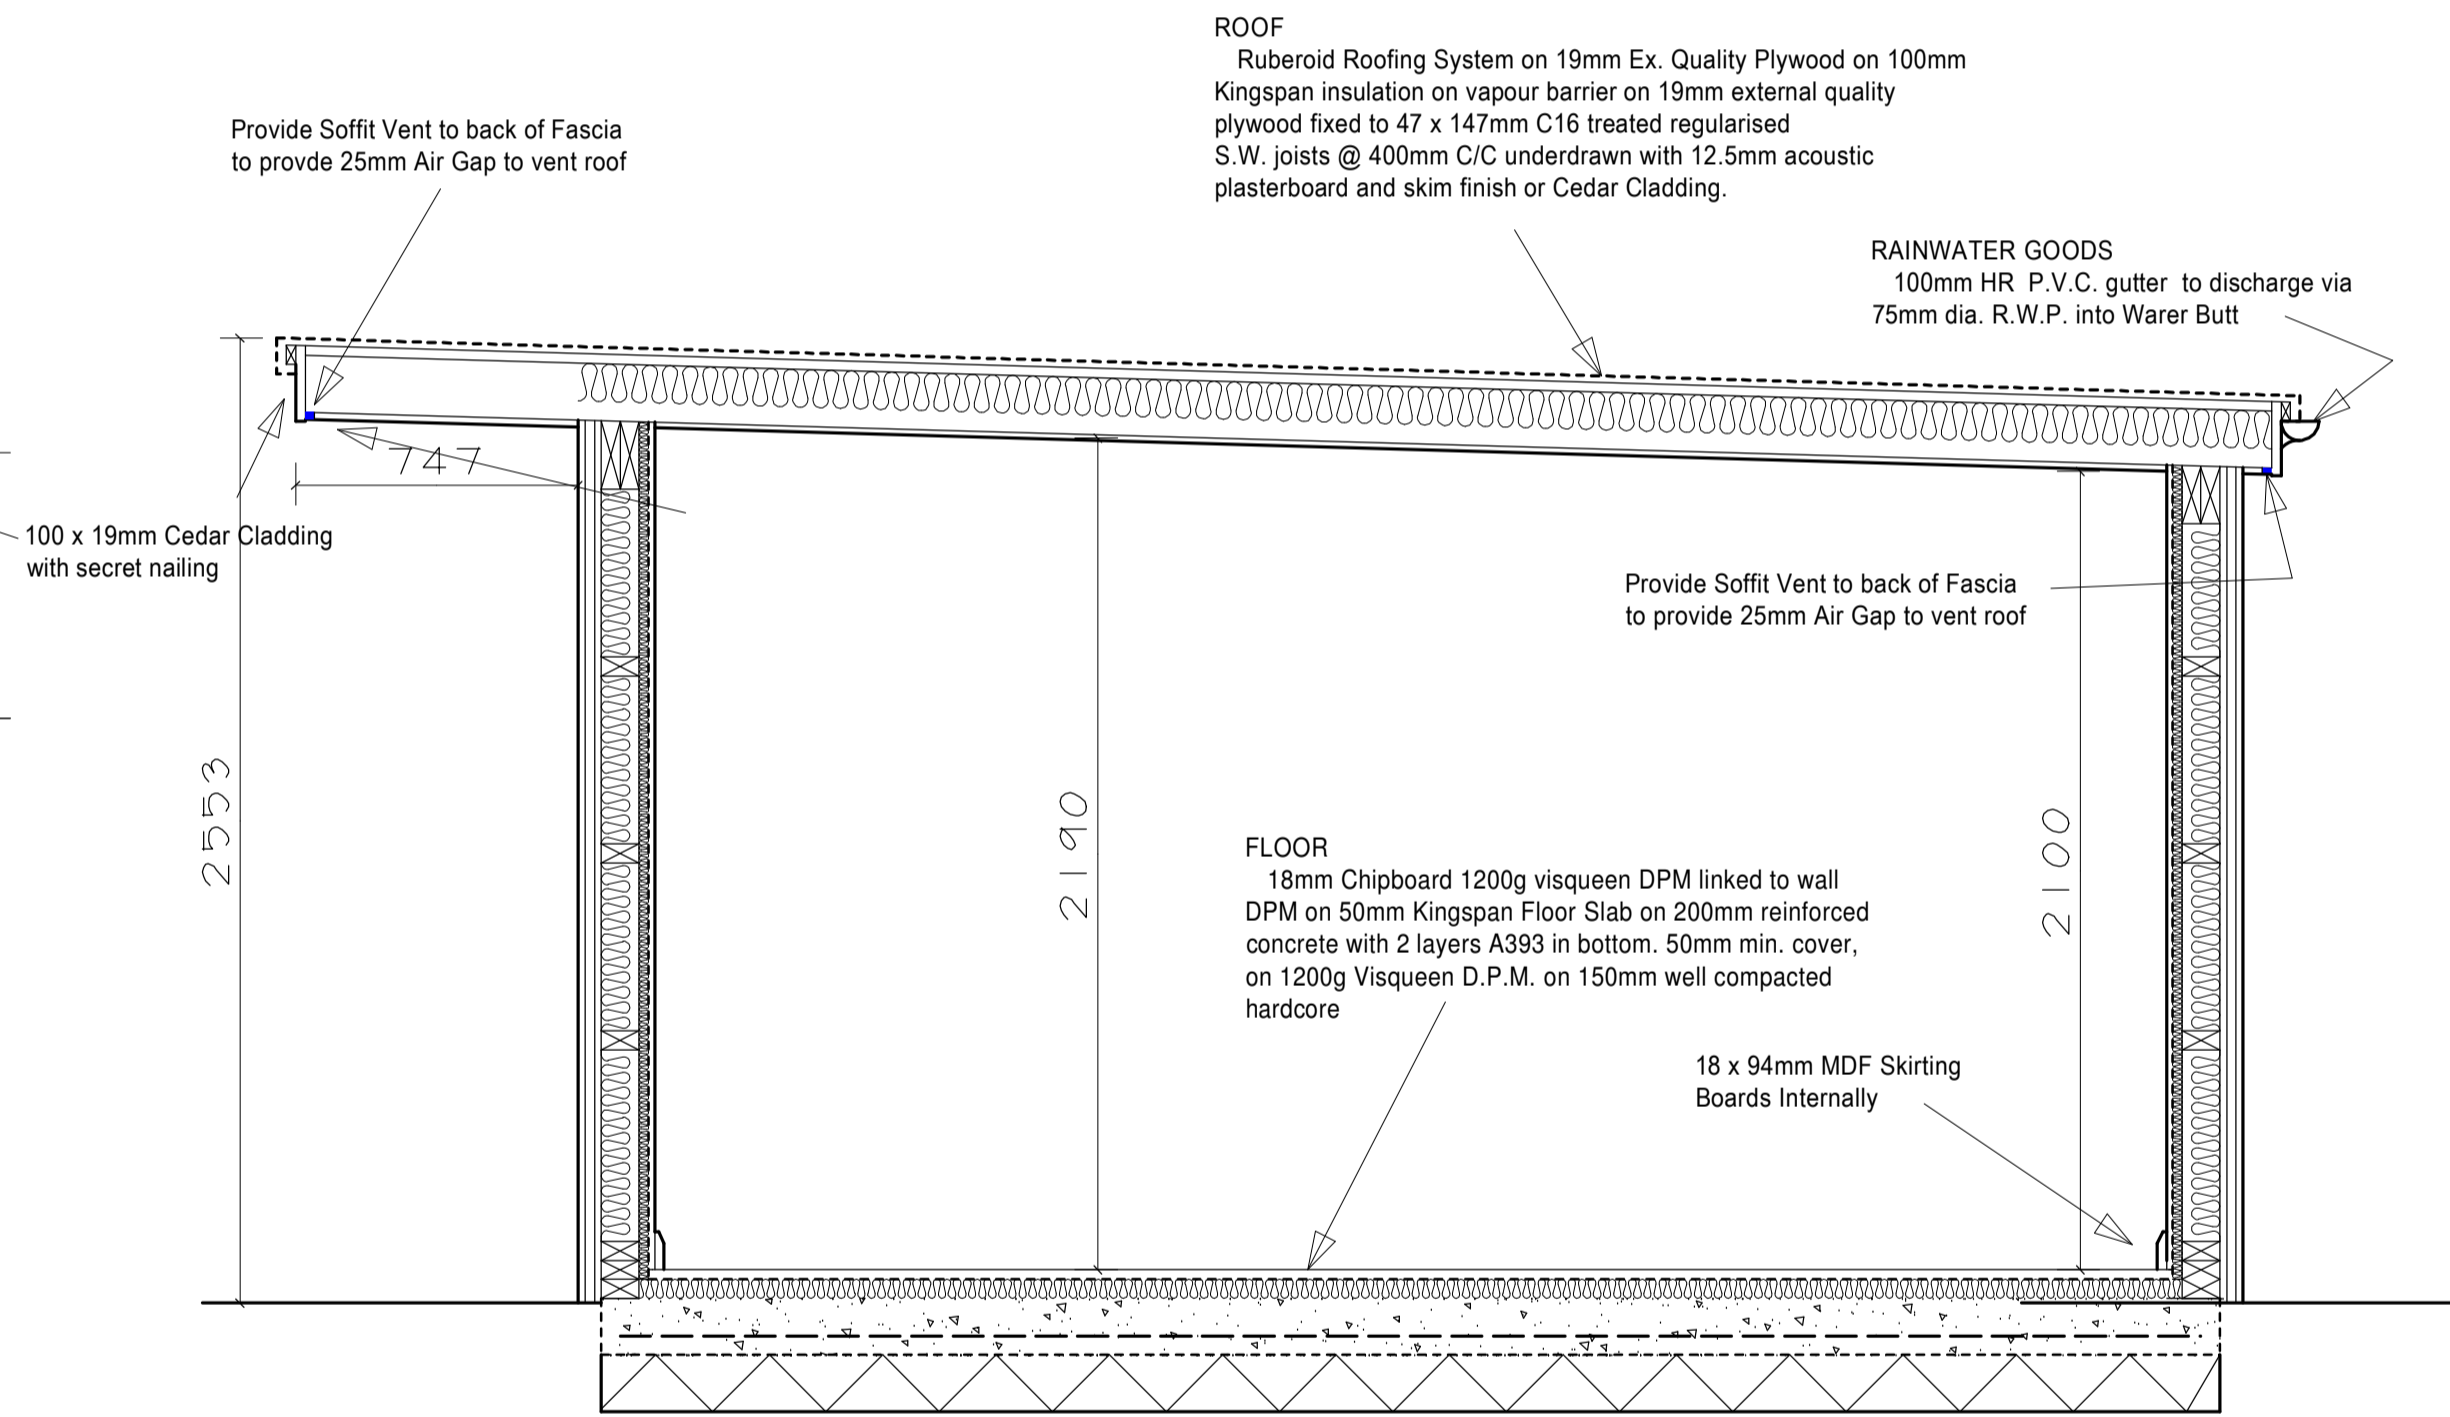 ROOF
Ruberoid Roofing System on 19mm Ex. Quality Plywood on 100mm
Kingspan insulation on vapour barrier on 19mm external quality
plywood fixed to 47 x 147mm C16 treated regularised
S.W. joists @ 400mm C/C underdrawn with 12.5mm acoustic
plasterboard and skim finish or Cedar Cladding.
Provide Soffit Vent to back of Fascia
to provde 25mm Air Gap to vent roof
RAINWATER GOODS
100mm HR P.V.C. gutter to discharge via
75mm dia. R.W.P. into Warer Butt
747
100 x 19mm Cedar Cladding
with secret nailing
Provide Soffit Vent to back of Fascia
to provide 25mm Air Gap to vent roof
2553
2190
2100
FLOOR
18mm Chipboard 1200g visqueen DPM linked to wall
DPM on 50mm Kingspan Floor Slab on 200mm reinforced
concrete with 2 layers A393 in bottom. 50mm min. cover,
on 1200g Visqueen D.P.M. on 150mm well compacted
hardcore
18 x 94mm MDF Skirting
Boards Internally